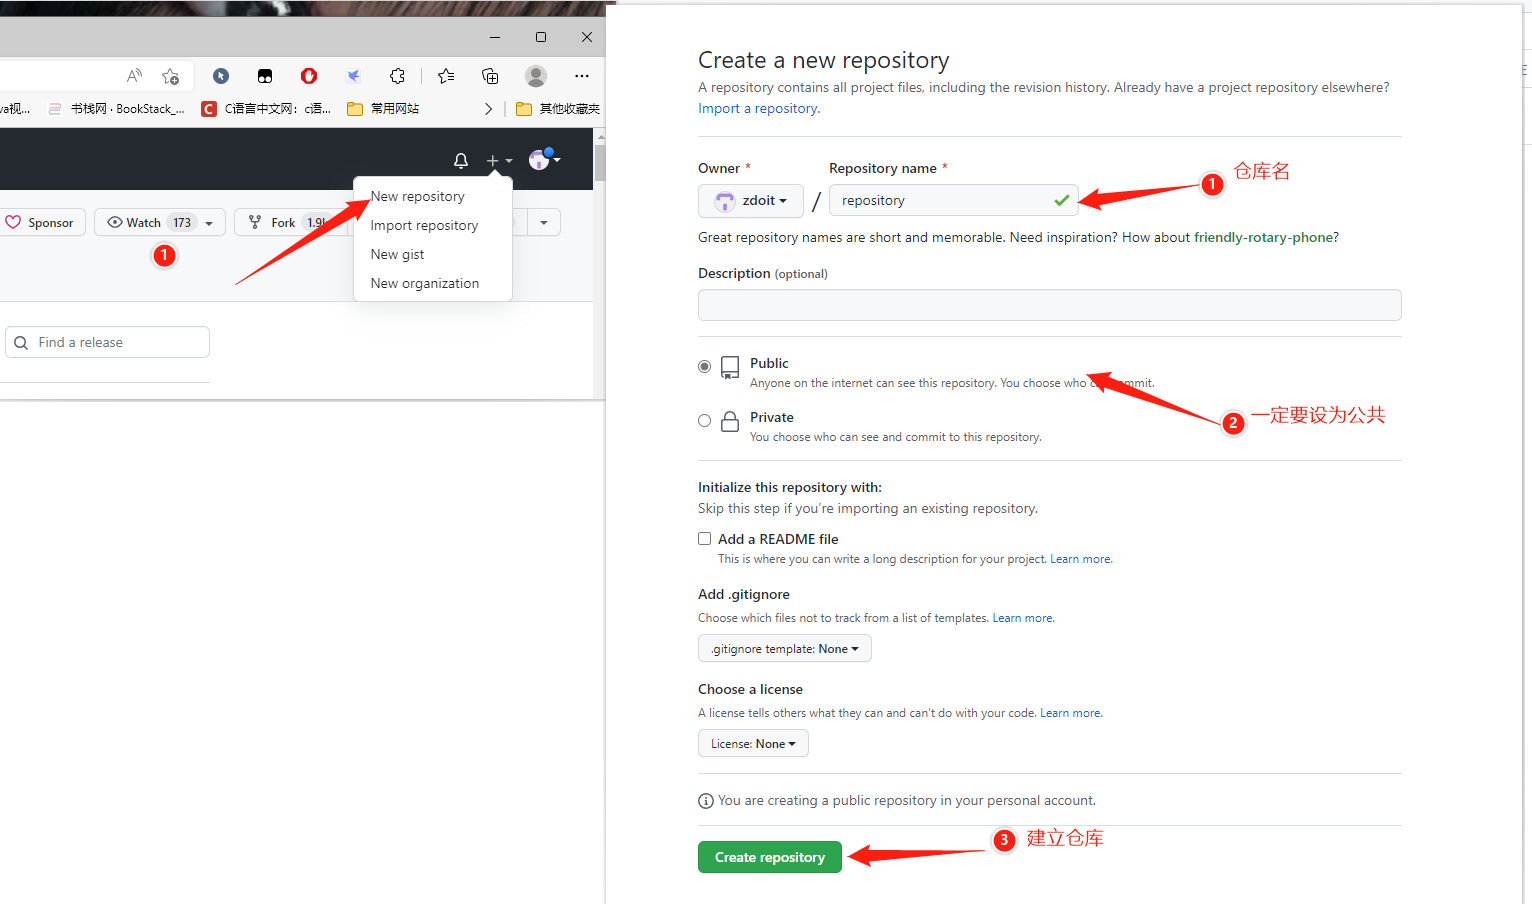 va视...
书栈网 · BookStack_...
C语言中文网：c语...
常用网站
其他收藏夹
New repository
Import repository
New gist
New organization
Sponsor
Watch 173
Fork 1.9
1
Find a release
Create a new repository
A repository contains all project files, including the revision history. Already have a project repository elsewhere?
Import a repository.
Owner *
Repository name *
zdoit
/
repository
1
仓库名
Great repository names are short and memorable. Need inspiration? How about friendly-rotary-phone?
Description (optional)
Public
Anyone on the internet can see this repository. You choose who commit.
2
一定要设为公共
Private
You choose who can see and commit to this repository.
Initialize this repository with:
Skip this step if you're importing an existing repository.
Add a README file
This is where you can write a long description for your project. Learn more.
Add .gitignore
Choose which files not to track from a list of templates. Learn more.
.gitignore template: None
Choose a license
A license tells others what they can and can't do with your code. Learn more.
License: None
You are creating a public repository in your personal account.
3
建立仓库
Create repository